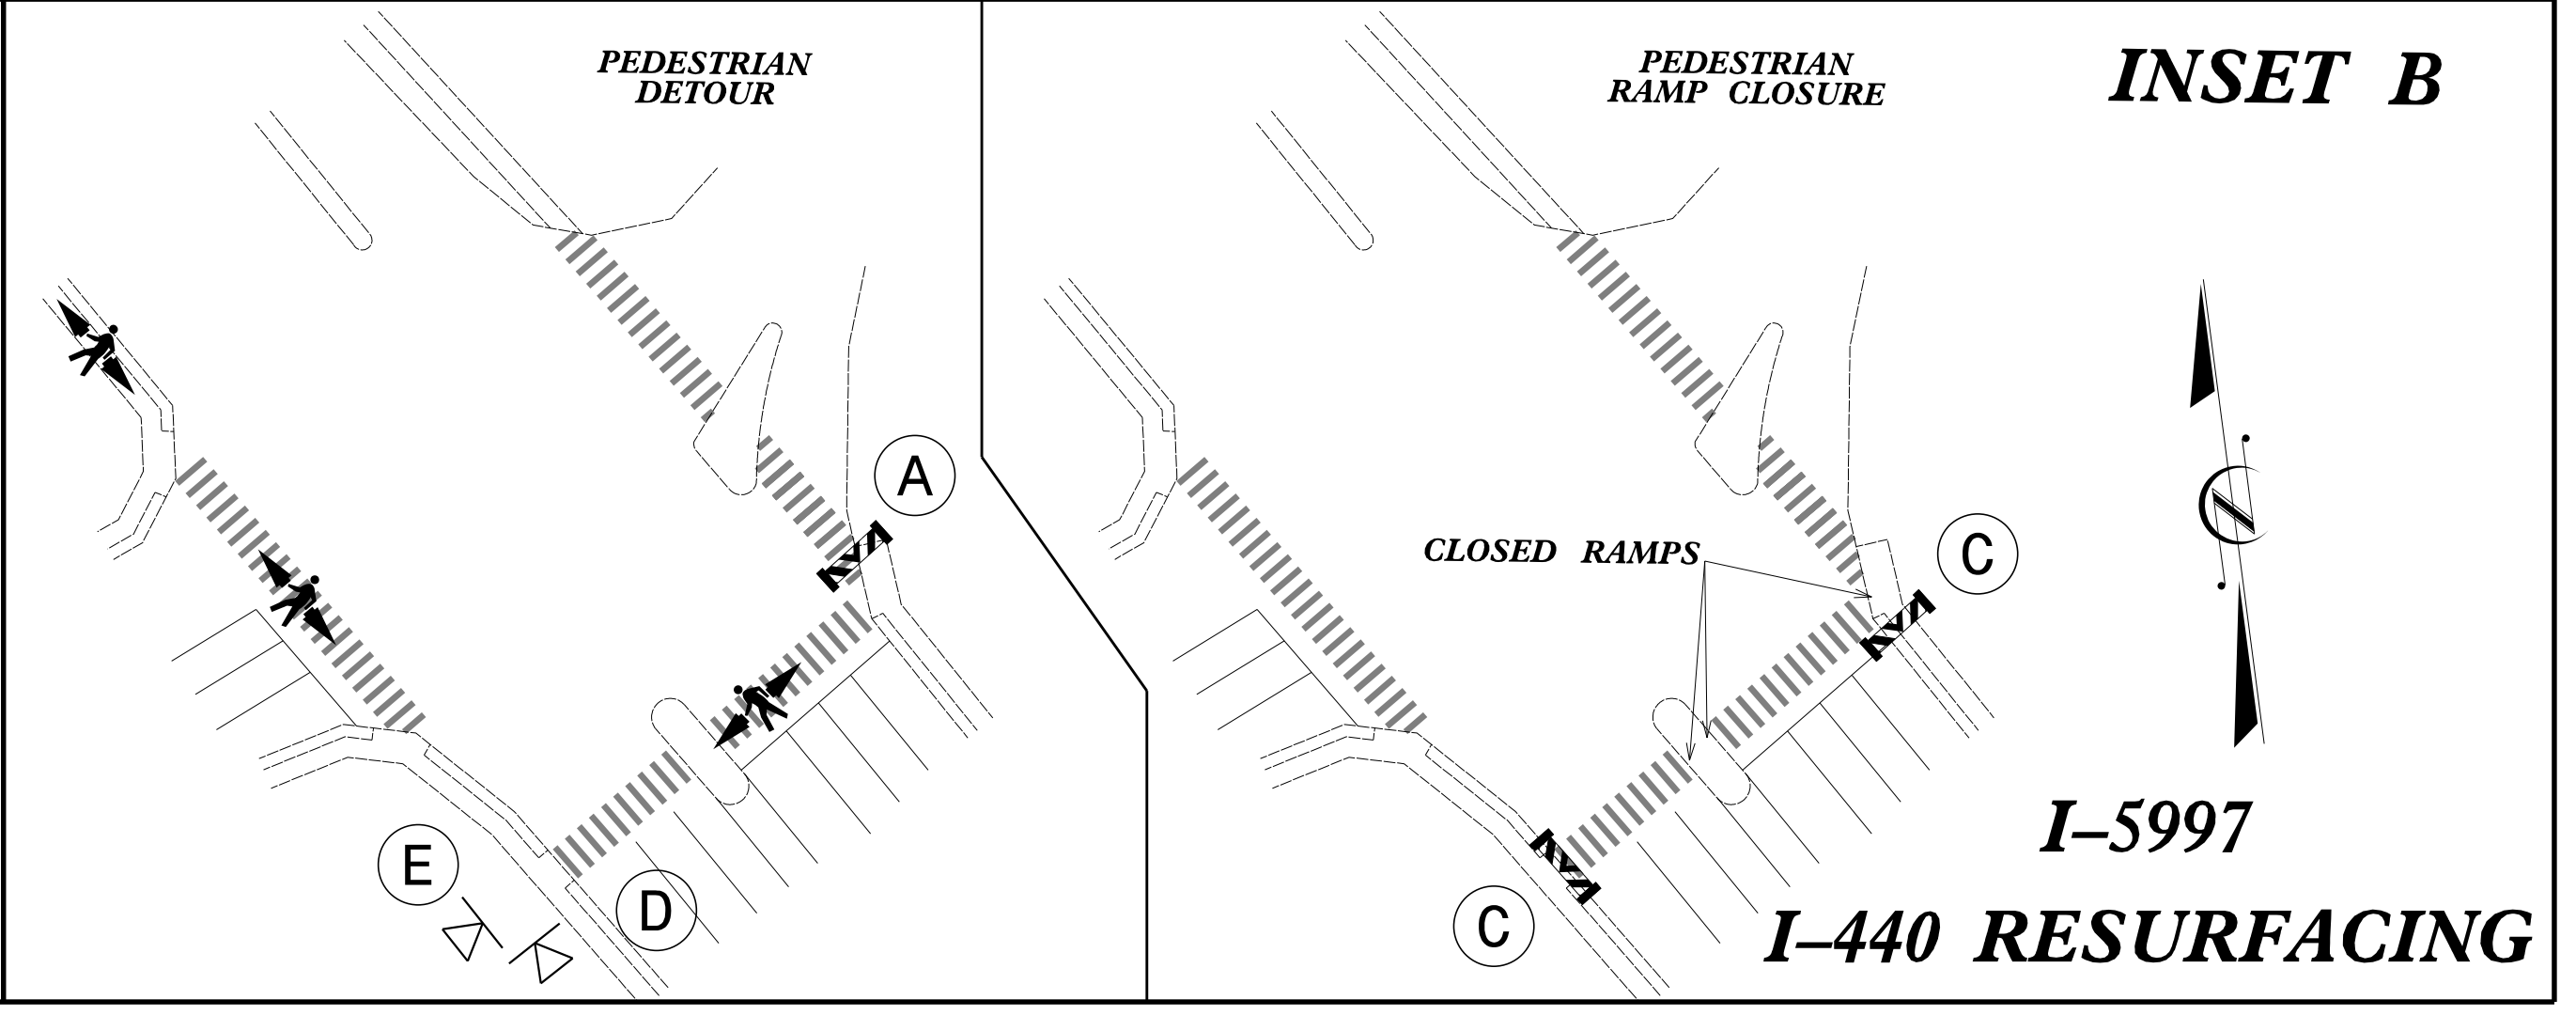 PEDESTRIAN
DETOUR
A
E
D
PEDESTRIAN
RAMP CLOSURE
CLOSED RAMPS
C
C
INSET B
N
I-5997
I-440 RESURFACING